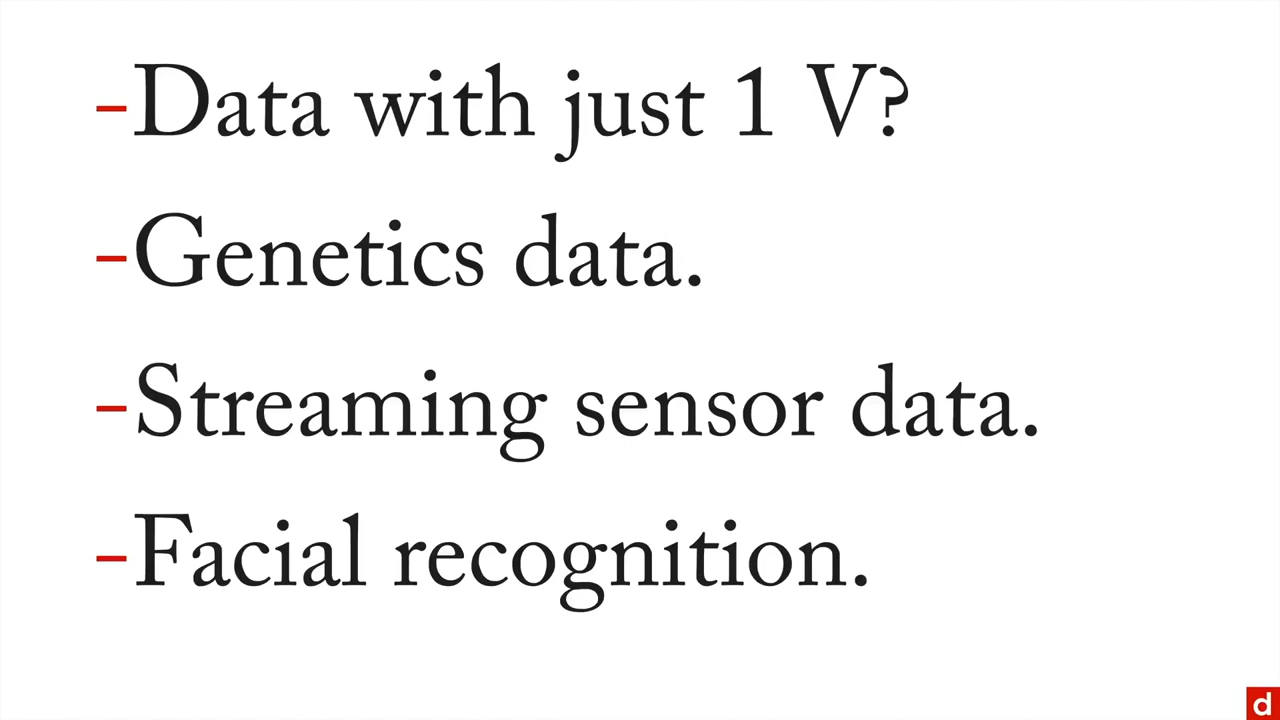 -Data with just 1 V?
-Genetics data.
-Streaming sensor data.
-Facial recognition.
d